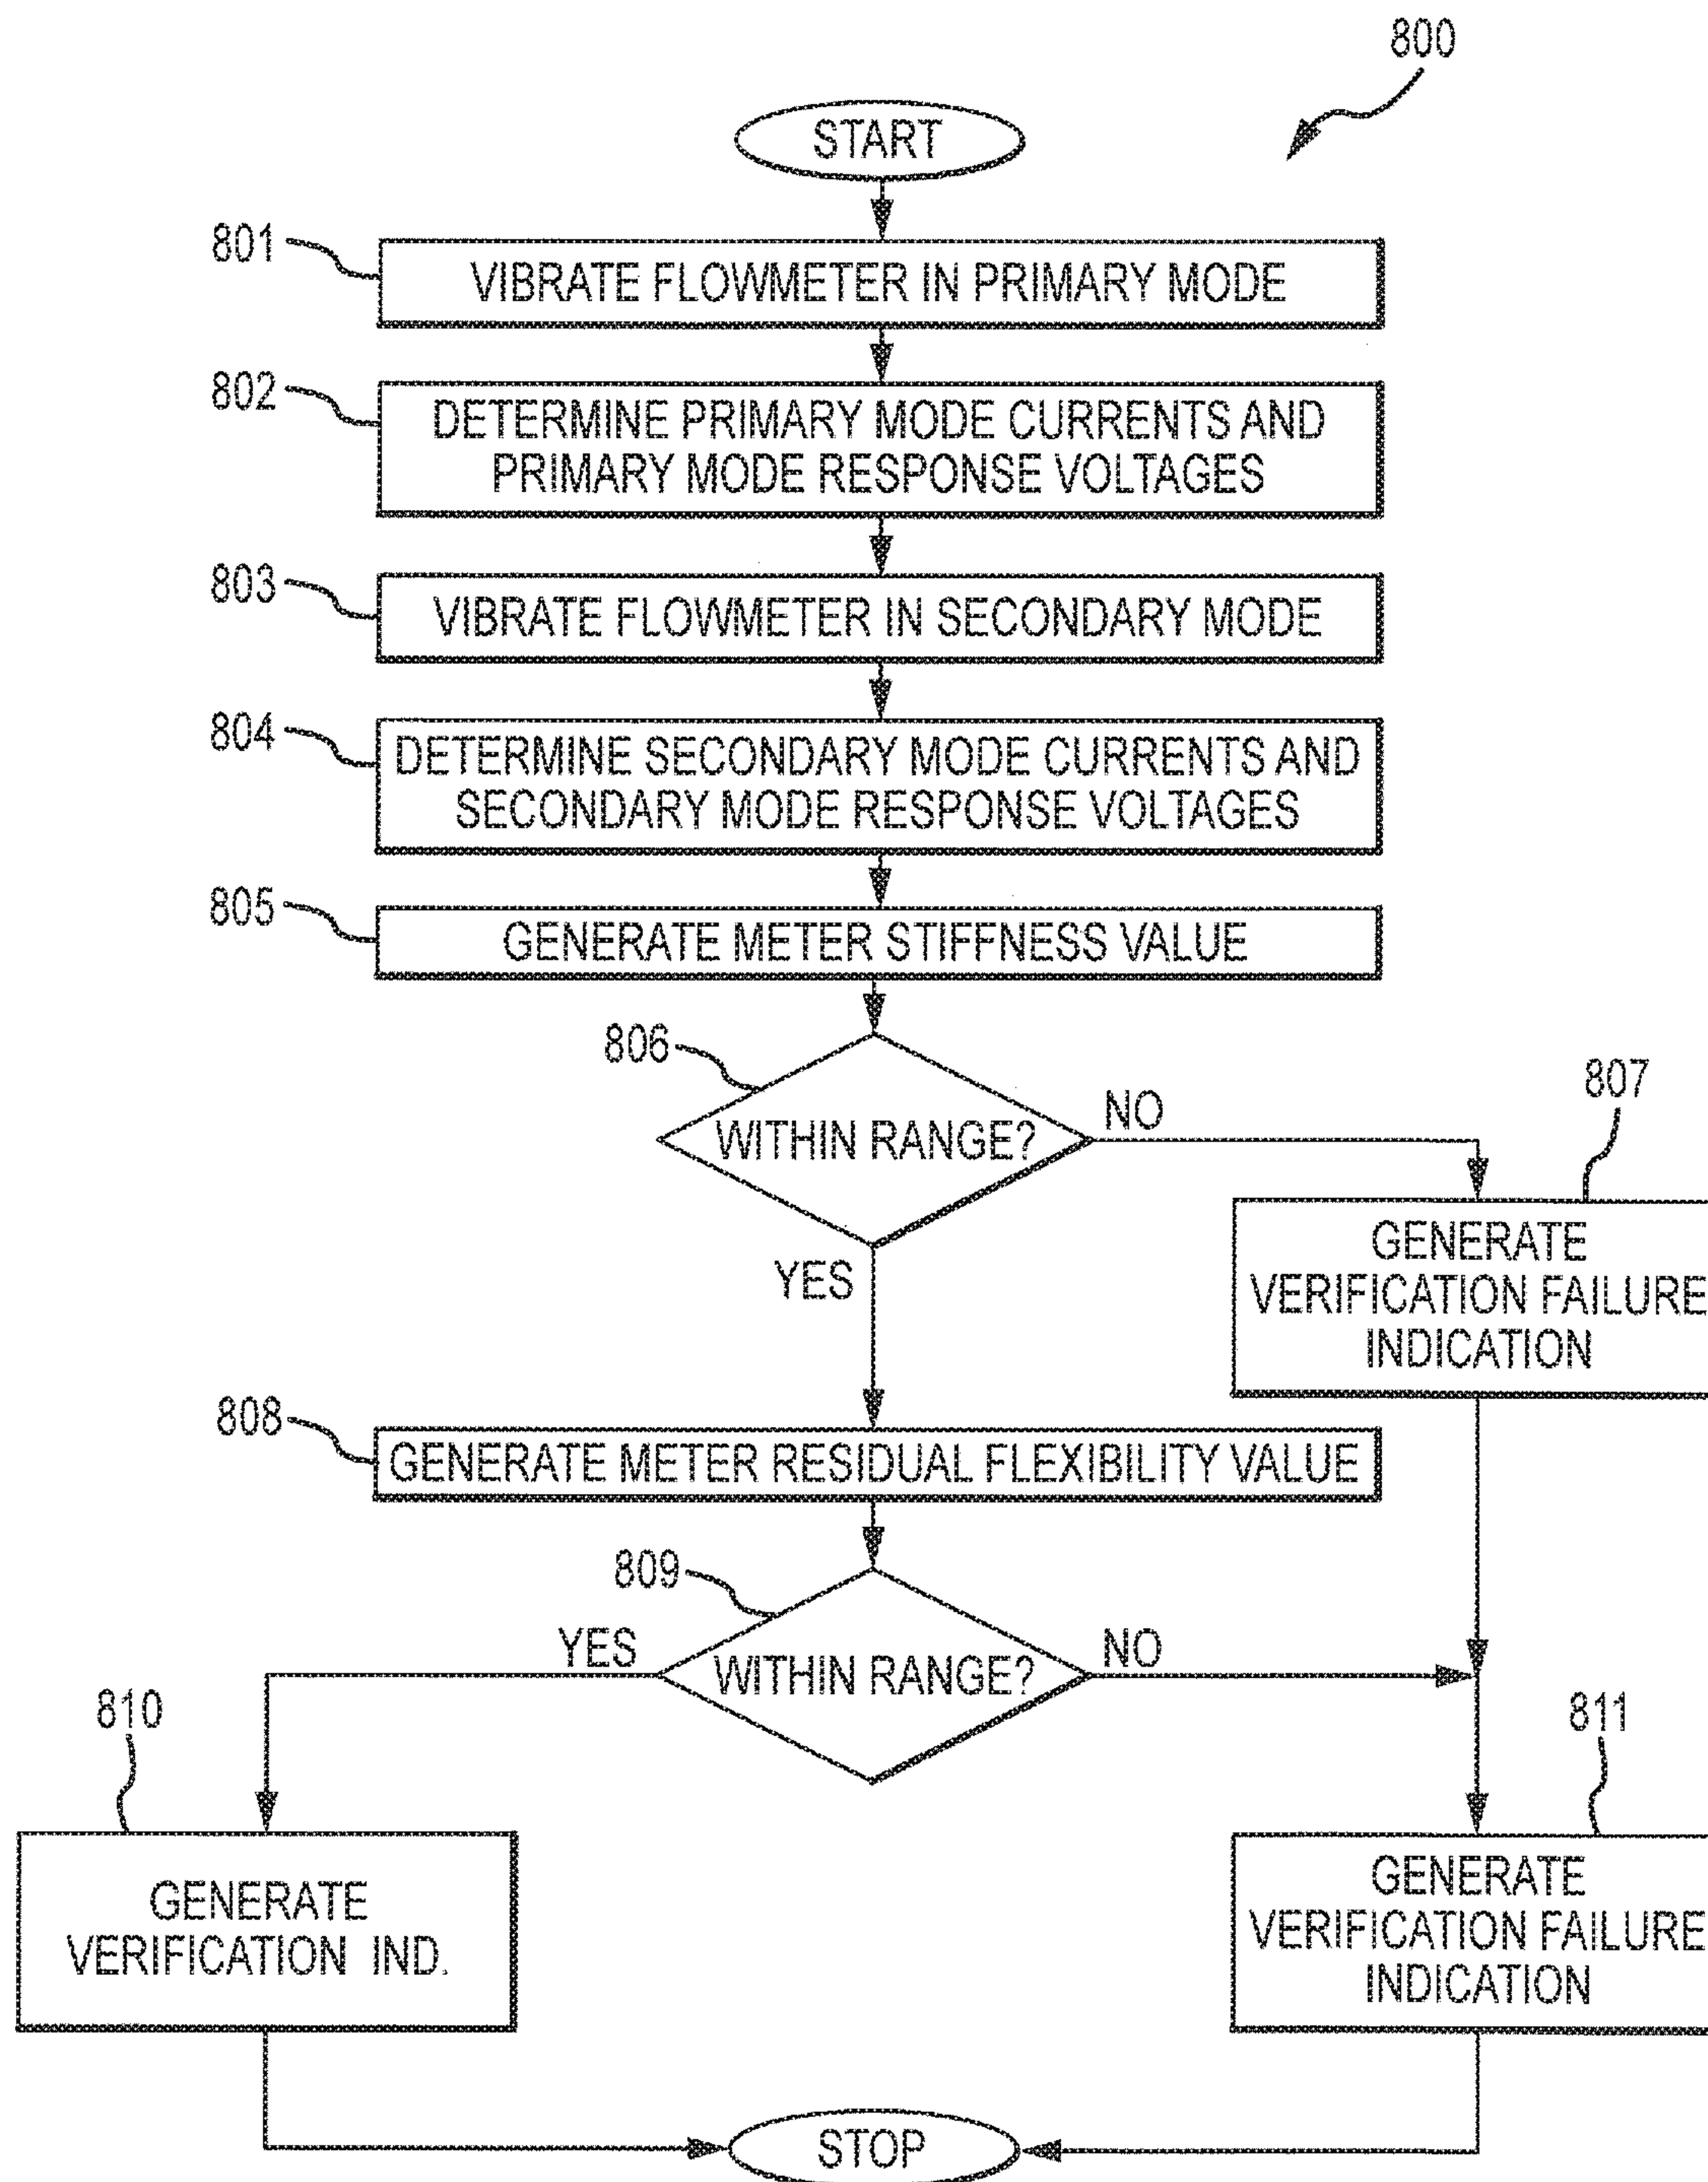 800
START
801
VIBRATE FLOWMETER IN PRIMARY MODE
802
DETERMINE PRIMARY MODE CURRENTS AND
PRIMARY MODE RESPONSE VOLTAGES
803
VIBRATE FLOWMETER IN SECONDARY MODE
804
DETERMINE SECONDARY MODE CURRENTS AND
SECONDARY MODE RESPONSE VOLTAGES
805
GENERATE METER STIFFNESS VALUE
806
WITHIN RANGE?
NO
YES
807
GENERATE
VERIFICATION FAILURE
INDICATION
808
GENERATE METER RESIDUAL FLEXIBILITY VALUE
809
WITHIN RANGE?
YES
NO
810
GENERATE
VERIFICATION IND.
811
GENERATE
VERIFICATION FAILURE
INDICATION
STOP